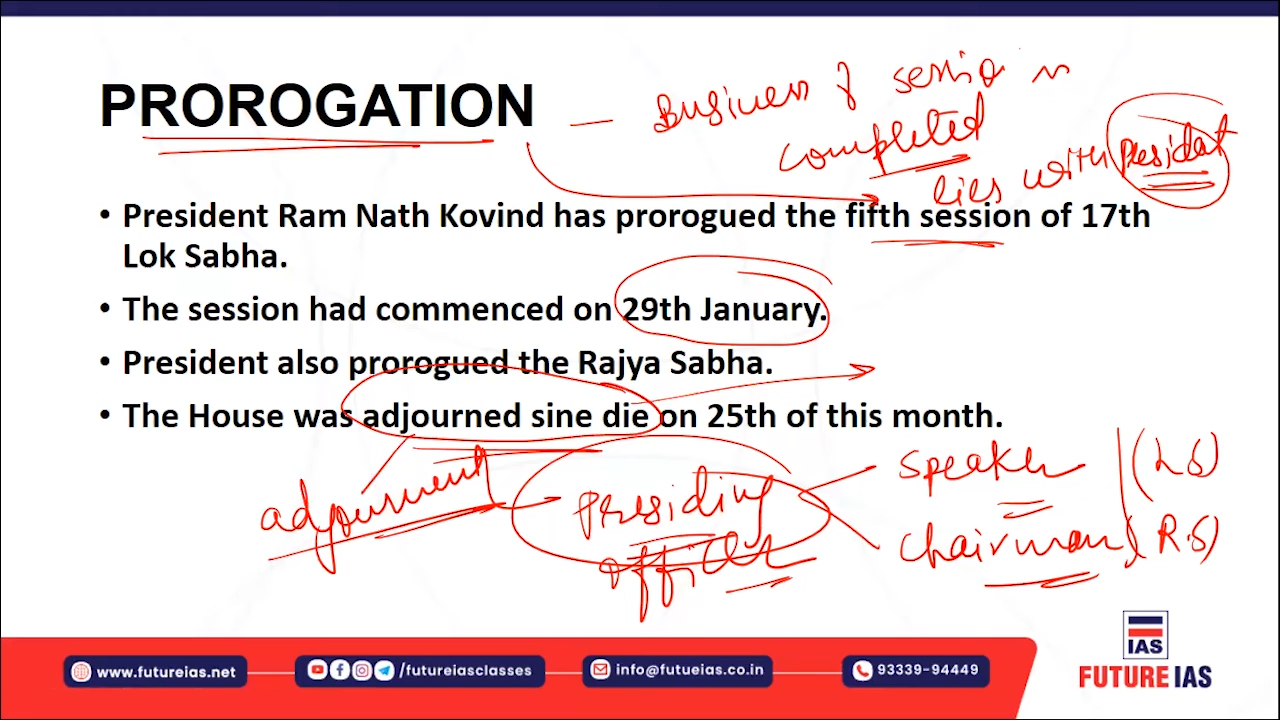 PROROGATION
— Business of session is
completed
lies with President
• President Ram Nath Kovind has prorogued the fifth session of 17th
Lok Sabha.
• The session had commenced on 29th January.
• President also prorogued the Rajya Sabha.
• The House was adjourned sine die on 25th of this month.
adjournment
presiding
officer
speaker (LS)
chairman (R.S)
www.futureias.net
/futureiasclasses
info@futueias.co.in
93339-94449
IAS
FUTURE IAS